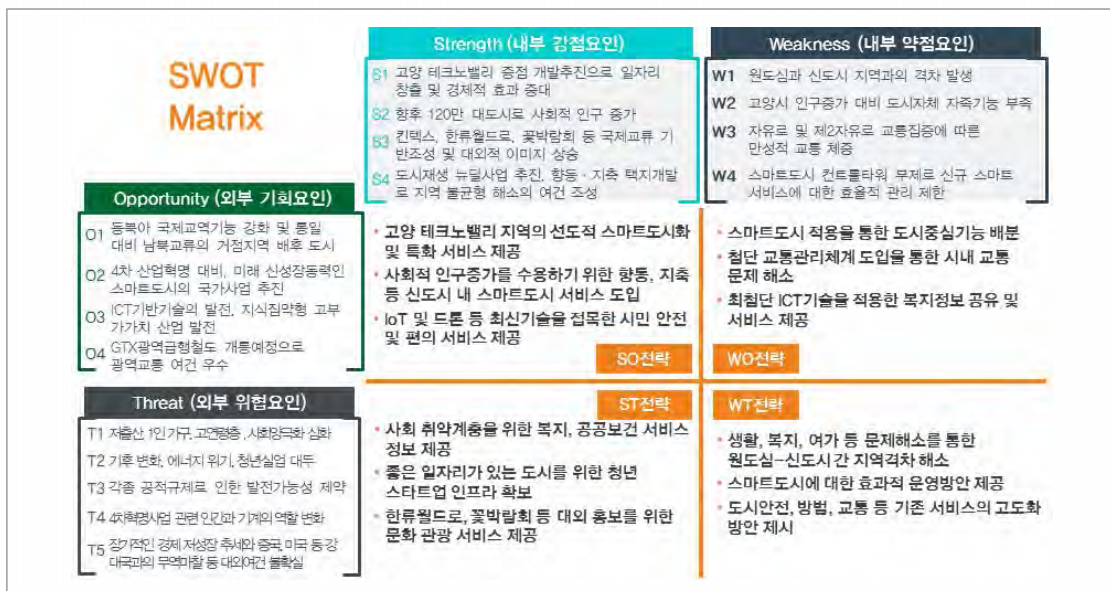 SWOT
Matrix
Strength (내부 강점요인)
S1 고양 테크노밸리 중점 개발추진으로 일자리
창출 및 경제적 효과 증대
S2 향후 120만 대도시로 사회적 인구 증가
S3 킨텍스, 한류월드로, 꽃박람회 등 국제교류 기
반조성 및 대외적 이미지 상승
S4 도시재생 뉴딜사업 추진, 향동·지축 택지개발
로 지역 불균형 해소의 여건 조성
Weakness (내부 약점요인)
W1 원도심과 신도시 지역과의 격차 발생
W2 고양시 인구증가 대비 도시자체 자족기능 부족
W3 자유로 및 제2자유로 교통집중에 따른
만성적 교통 체증
W4 스마트도시 컨트롤타워 부재로 신규 스마트
서비스에 대한 효율적 관리 제한
Opportunity (외부 기회요인)
O1 동북아 국제교역기능 강화 및 통일
대비 남북교류의 거점지역 배후 도시
O2 4차 산업혁명 대비, 미래 신성장동력인
스마트도시의 국가사업 추진
O3 ICT기반기술의 발전, 지식집약형 고부
가가치 산업 발전
O4 GTX광역급행철도 개통예정으로
광역교통 여건 우수
• 고양 테크노밸리 지역의 선도적 스마트도시화
및 특화 서비스 제공
• 사회적 인구증가를 수용하기 위한 향동, 지축
등 신도시 내 스마트도시 서비스 도입
• IoT 및 드론 등 최신기술을 접목한 시민 안전
및 편의 서비스 제공
SO전략
• 스마트도시 적용을 통한 도시중심기능 배분
• 첨단 교통관리체계 도입을 통한 시내 교통
문제 해소
• 최첨단 ICT기술을 적용한 복지정보 공유 및
서비스 제공
WO전략
Threat (외부 위협요인)
T1 저출산, 1인 가구, 고연령층, 사회양극화 심화
T2 기후 변화, 에너지 위기, 청년실업 대두
T3 각종 공적규제로 인한 발전가능성 제약
T4 4차혁명사업 관련 인간과 기계의 역할 변화
T5 장기적인 경제 저성장 추세와 중국, 미국 등 강
대국과의 무역마찰 등 대외여건 불확실
ST전략
• 사회 취약계층을 위한 복지, 공공보건 서비스
정보 제공
• 좋은 일자리가 있는 도시를 위한 청년
스타트업 인프라 확보
• 한류월드로, 꽃박람회 등 대외 홍보를 위한
문화 관광 서비스 제공
WT전략
• 생활, 복지, 여가 등 문제해소를 통한
원도심-신도시 간 지역격차 해소
• 스마트도시에 대한 효과적 운영방안 제공
• 도시안전, 방범, 교통 등 기존 서비스의 고도화
방안 제시